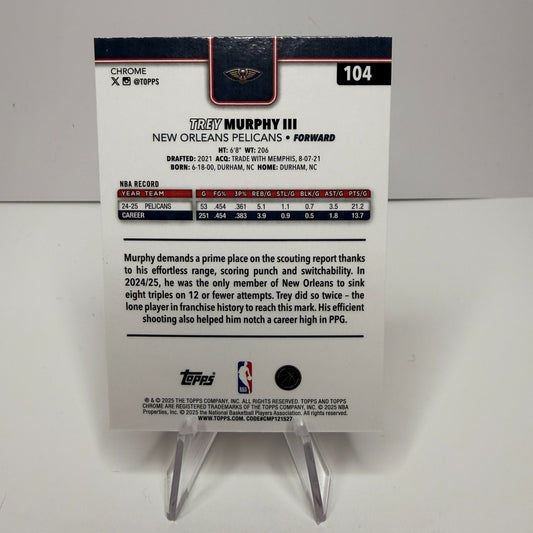 CHROME
X @TOPPS
104
TREY MURPHY III
NEW ORLEANS PELICANS • FORWARD
HT: 6'8" WT: 206
DRAFTED: 2021 ACQ: TRADE WITH MEMPHIS, 8-07-21
BORN: 6-18-00, DURHAM, NC HOME: DURHAM, NC
NBA RECORD
YEAR TEAM G FG% 3P% REB/G STL/G BLK/G AST/G PTS/G
24-25 PELICANS 53 .454 .361 5.1 1.1 0.7 3.5 21.2
CAREER 251 .454 .383 3.9 0.9 0.5 1.8 13.7
Murphy demands a prime place on the scouting report thanks
to his effortless range, scoring punch and switchability. In
2024/25, he was the only member of New Orleans to sink
eight triples on 12 or fewer attempts. Trey did so twice – the
lone player in franchise history to reach this mark. His efficient
shooting also helped him notch a career high in PPG.
Topps
NBA
® & © 2025 THE TOPPS COMPANY, INC. ALL RIGHTS RESERVED. TOPPS AND TOPPS
CHROME ARE REGISTERED TRADEMARKS OF THE TOPPS COMPANY, INC. © 2025 NBA
Properties, Inc. © 2025 the National Basketball Players Association. All rights reserved.
WWW.TOPPS.COM. CODE#CMP121527